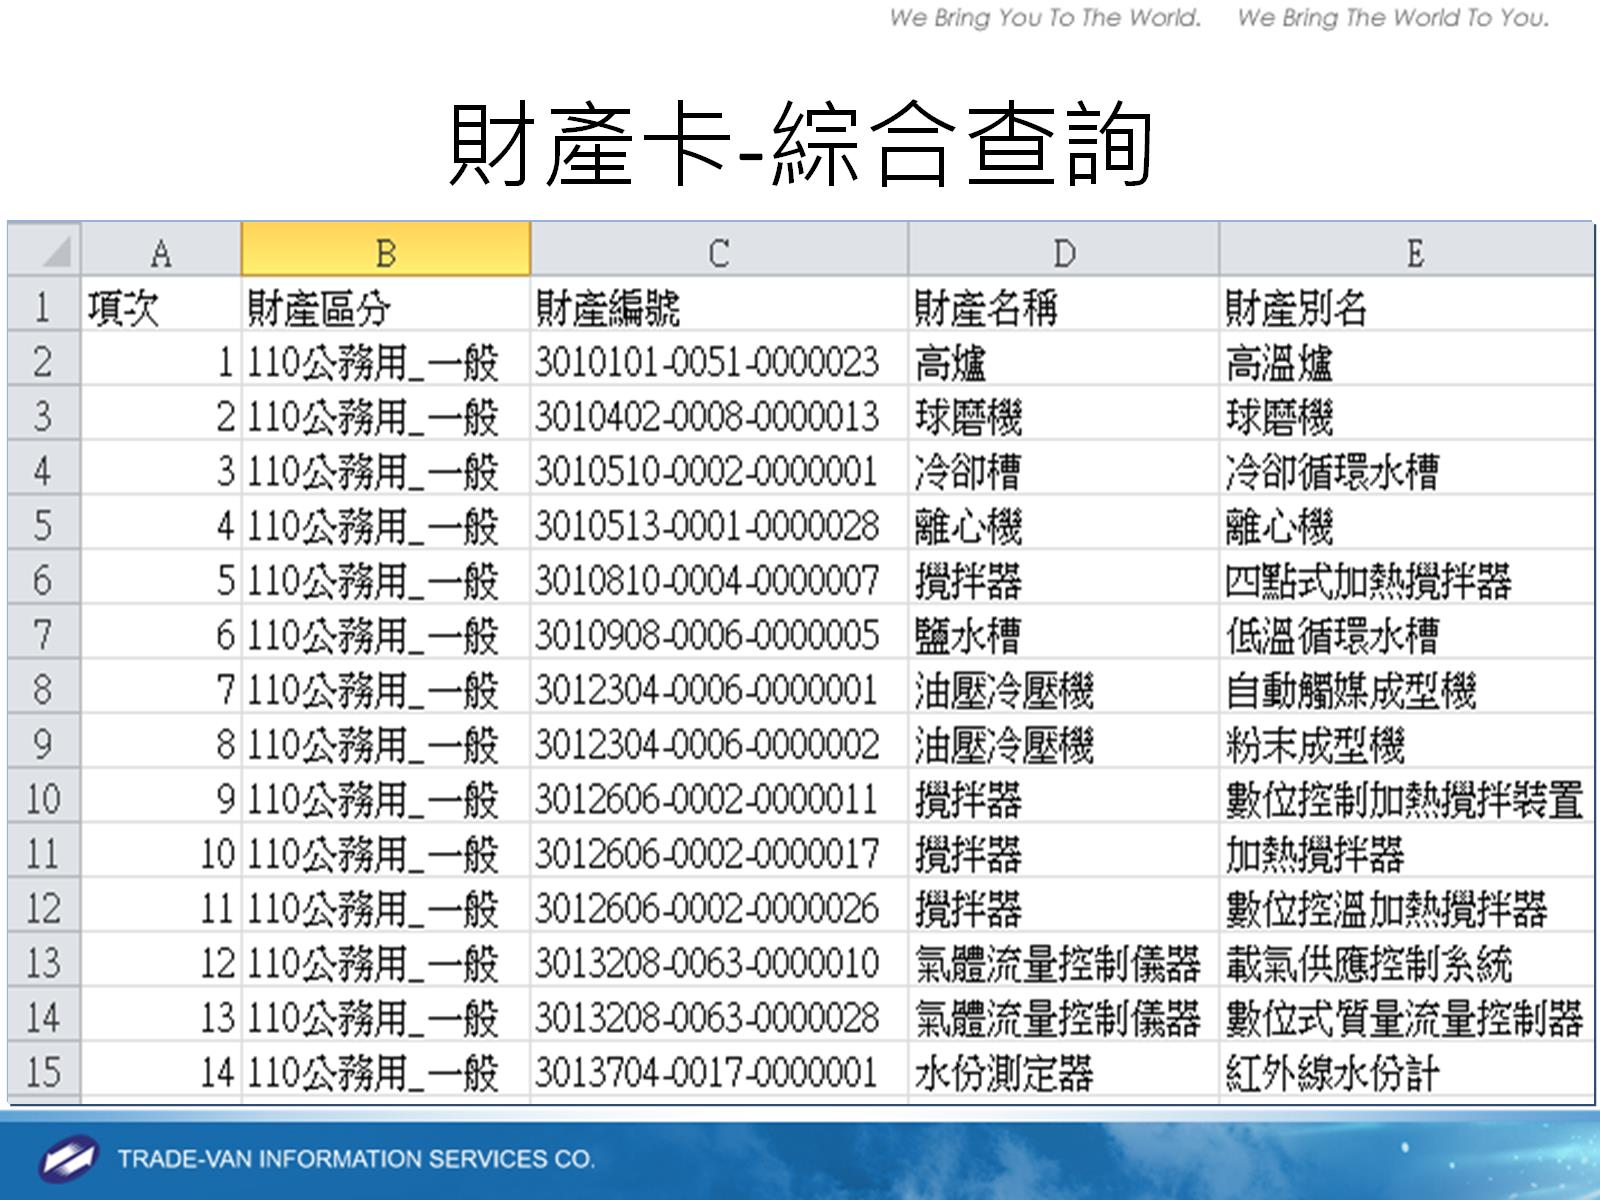 We Bring You To The World. We Bring The World To You.
財產卡-綜合查詢
A B C D E
1 項次 財產區分 財產編號 財產名稱 財產別名
2 1 110公務用_一般 3010101-0051-0000023 高爐 高溫爐
3 2 110公務用_一般 3010402-0008-0000013 球磨機 球磨機
4 3 110公務用_一般 3010510-0002-0000001 冷卻槽 冷卻循環水槽
5 4 110公務用_一般 3010513-0001-0000028 離心機 離心機
6 5 110公務用_一般 3010810-0004-0000007 攪拌器 四點式加熱攪拌器
7 6 110公務用_一般 3010908-0006-0000005 鹽水槽 低溫循環水槽
8 7 110公務用_一般 3012304-0006-0000001 油壓冷壓機 自動觸媒成型機
9 8 110公務用_一般 3012304-0006-0000002 油壓冷壓機 粉末成型機
10 9 110公務用_一般 3012606-0002-0000011 攪拌器 數位控制加熱攪拌裝置
11 10 110公務用_一般 3012606-0002-0000017 攪拌器 加熱攪拌器
12 11 110公務用_一般 3012606-0002-0000026 攪拌器 數位控溫加熱攪拌器
13 12 110公務用_一般 3013208-0063-0000010 氣體流量控制儀器 載氣供應控制系統
14 13 110公務用_一般 3013208-0063-0000028 氣體流量控制儀器 數位式質量流量控制器
15 14 110公務用_一般 3013704-0017-0000001 水份測定器 紅外線水份計
TRADE-VAN INFORMATION SERVICES CO.